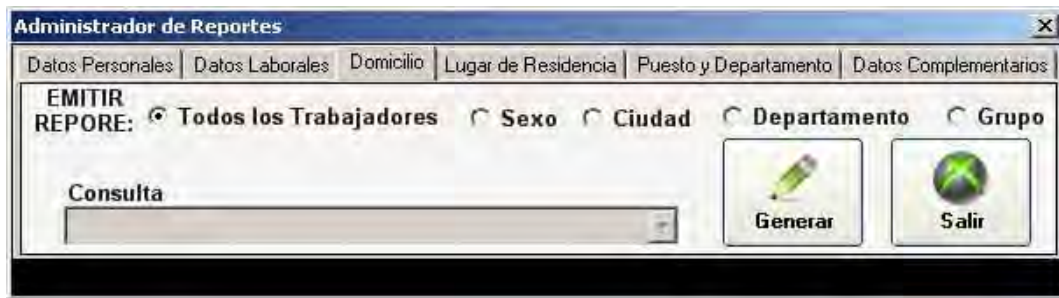 Administrador de Reportes
Datos Personales Datos Laborales Domicilio Lugar de Residencia Puesto y Departamento Datos Complementarios
EMITIR
REPORE: Todos los Trabajadores Sexo Ciudad Departamento Grupo
Consulta
Generar Salir